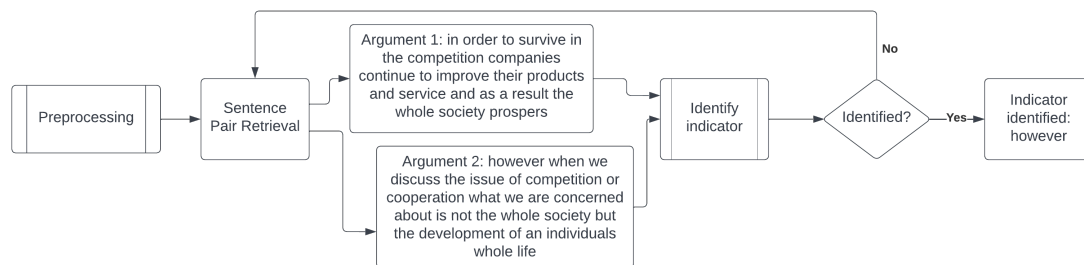 Preprocessing
Sentence
Pair Retrieval
Argument 1: in order to survive in
the competition companies
continue to improve their products
and service and as a result the
whole society prospers
Argument 2: however when we
discuss the issue of competition or
cooperation what we are concerned
about is not the whole society but
the development of an individuals
whole life
Identify
indicator
Identified?
No
Yes
Indicator
identified:
however